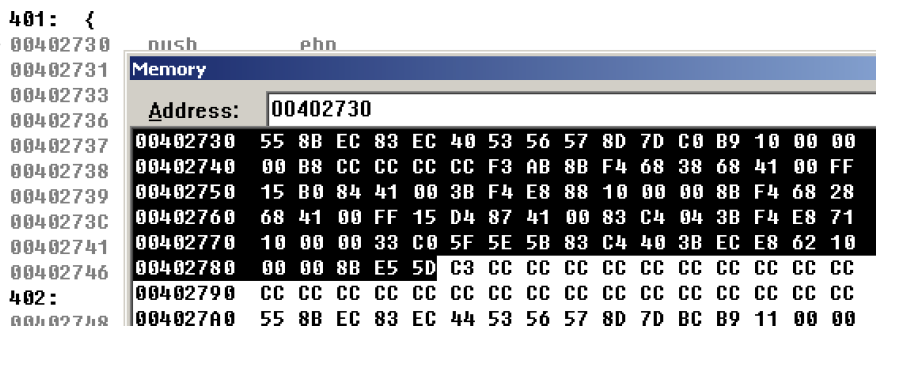 401: {
00402730 push ebp
00402731
Memory
00402733
Address: 00402730
00402736
00402737
00402730 55 8B EC 83 EC 40 53 56 57 8D 7D C0 B9 10 00 00
00402738
00402740 00 B8 CC CC CC CC F3 AB 8B F4 68 38 68 41 00 FF
00402739
00402750 15 B0 84 41 00 3B F4 E8 88 10 00 00 8B F4 68 28
0040273C
00402760 68 41 00 FF 15 D4 87 41 00 83 C4 04 3B F4 E8 71
00402741
00402770 10 00 00 33 C0 5F 5E 5B 83 C4 40 3B EC E8 62 10
00402746
00402780 00 00 8B E5 5D C3 CC CC CC CC CC CC CC CC CC CC
402:
00402790 CC CC CC CC CC CC CC CC CC CC CC CC CC CC CC CC
00402748
004027A0 55 8B EC 83 EC 44 53 56 57 8D 7D BC B9 11 00 00